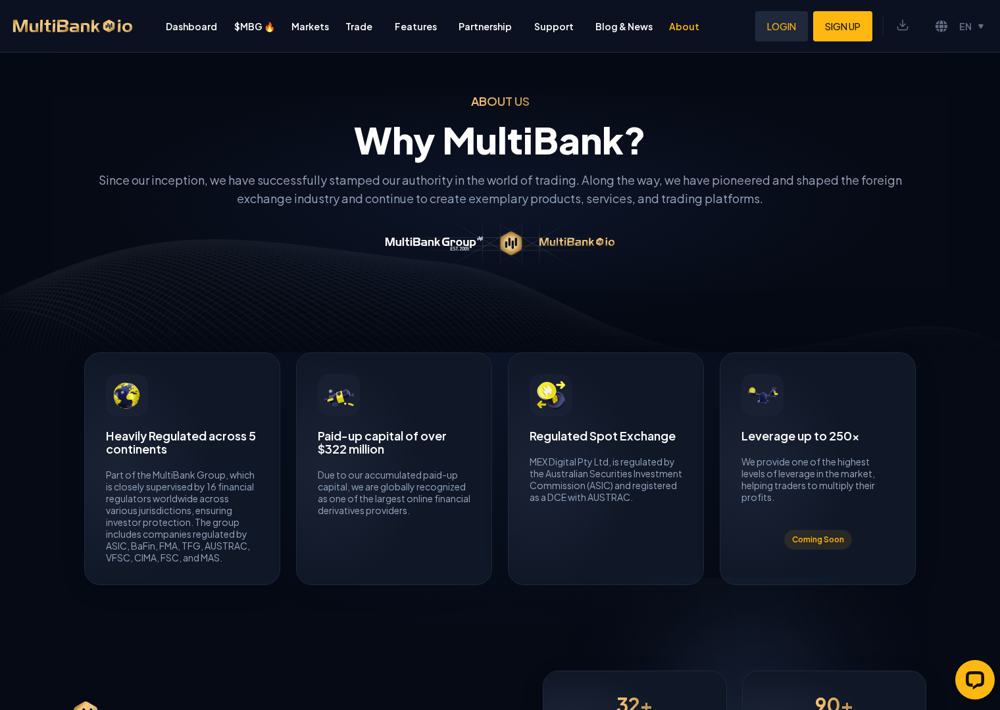 MultiBank io
Dashboard
$MBG
Markets
Trade
Features
Partnership
Support
Blog & News
About
LOGIN
SIGN UP
EN
ABOUT US
Why MultiBank?
Since our inception, we have successfully stamped our authority in the world of trading. Along the way, we have pioneered and shaped the foreign
exchange industry and continue to create exemplary products, services, and trading platforms.
MultiBank Group
EST. 2005
MultiBank io
Heavily Regulated across 5
continents
Part of the MultiBank Group, which
is closely supervised by 16 financial
regulators worldwide across
various jurisdictions, ensuring
investor protection. The group
includes companies regulated by
ASIC, BaFin, FMA, TFG, AUSTRAC,
VFSC, CIMA, FSC, and MAS.
Paid-up capital of over
$322 million
Due to our accumulated paid-up
capital, we are globally recognized
as one of the largest online financial
derivatives providers.
Regulated Spot Exchange
MEX Digital Pty Ltd, is regulated by
the Australian Securities Investment
Commission (ASIC) and registered
as a DCE with AUSTRAC.
Leverage up to 250x
We provide one of the highest
levels of leverage in the market,
helping traders to multiply their
profits.
Coming Soon
32+
90+